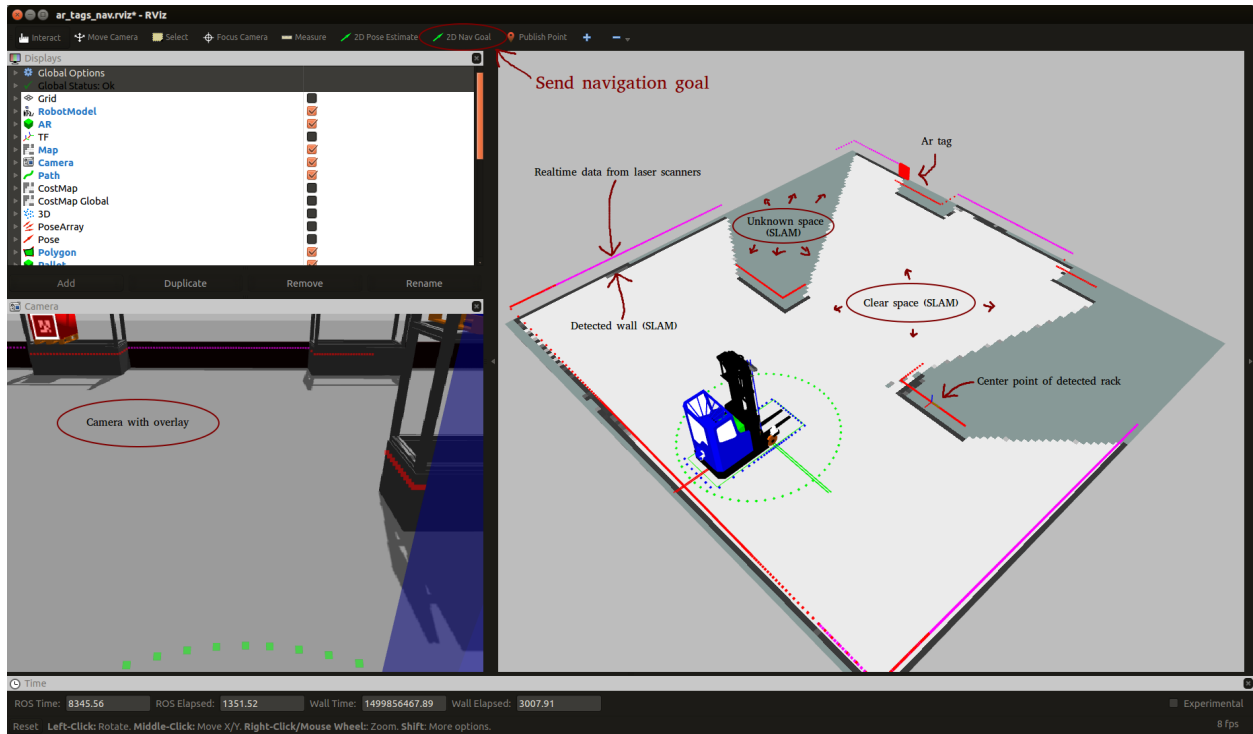 ar_tags_nav.rviz* - RViz
Interact Move Camera Select Focus Camera Measure 2D Pose Estimate 2D Nav Goal Publish Point
Displays
Global Options
Global Status: Ok
Grid
RobotModel
AR
TF
Map
Camera
Path
CostMap
CostMap Global
3D
PoseArray
Pose
Polygon
Pallet
Add Duplicate Remove Rename
Camera
Camera with overlay
Send navigation goal
Ar tag
Realtime data from laser scanners
Unknown space
(SLAM)
Clear space (SLAM)
Detected wall (SLAM)
Center point of detected rack
Time
ROS Time: 8345.56 ROS Elapsed: 1351.52 Wall Time: 1499856467.89 Wall Elapsed: 3007.91 Experimental
Reset Left-Click: Rotate. Middle-Click: Move X/Y. Right-Click/Mouse Wheel:: Zoom. Shift: More options. 8 fps